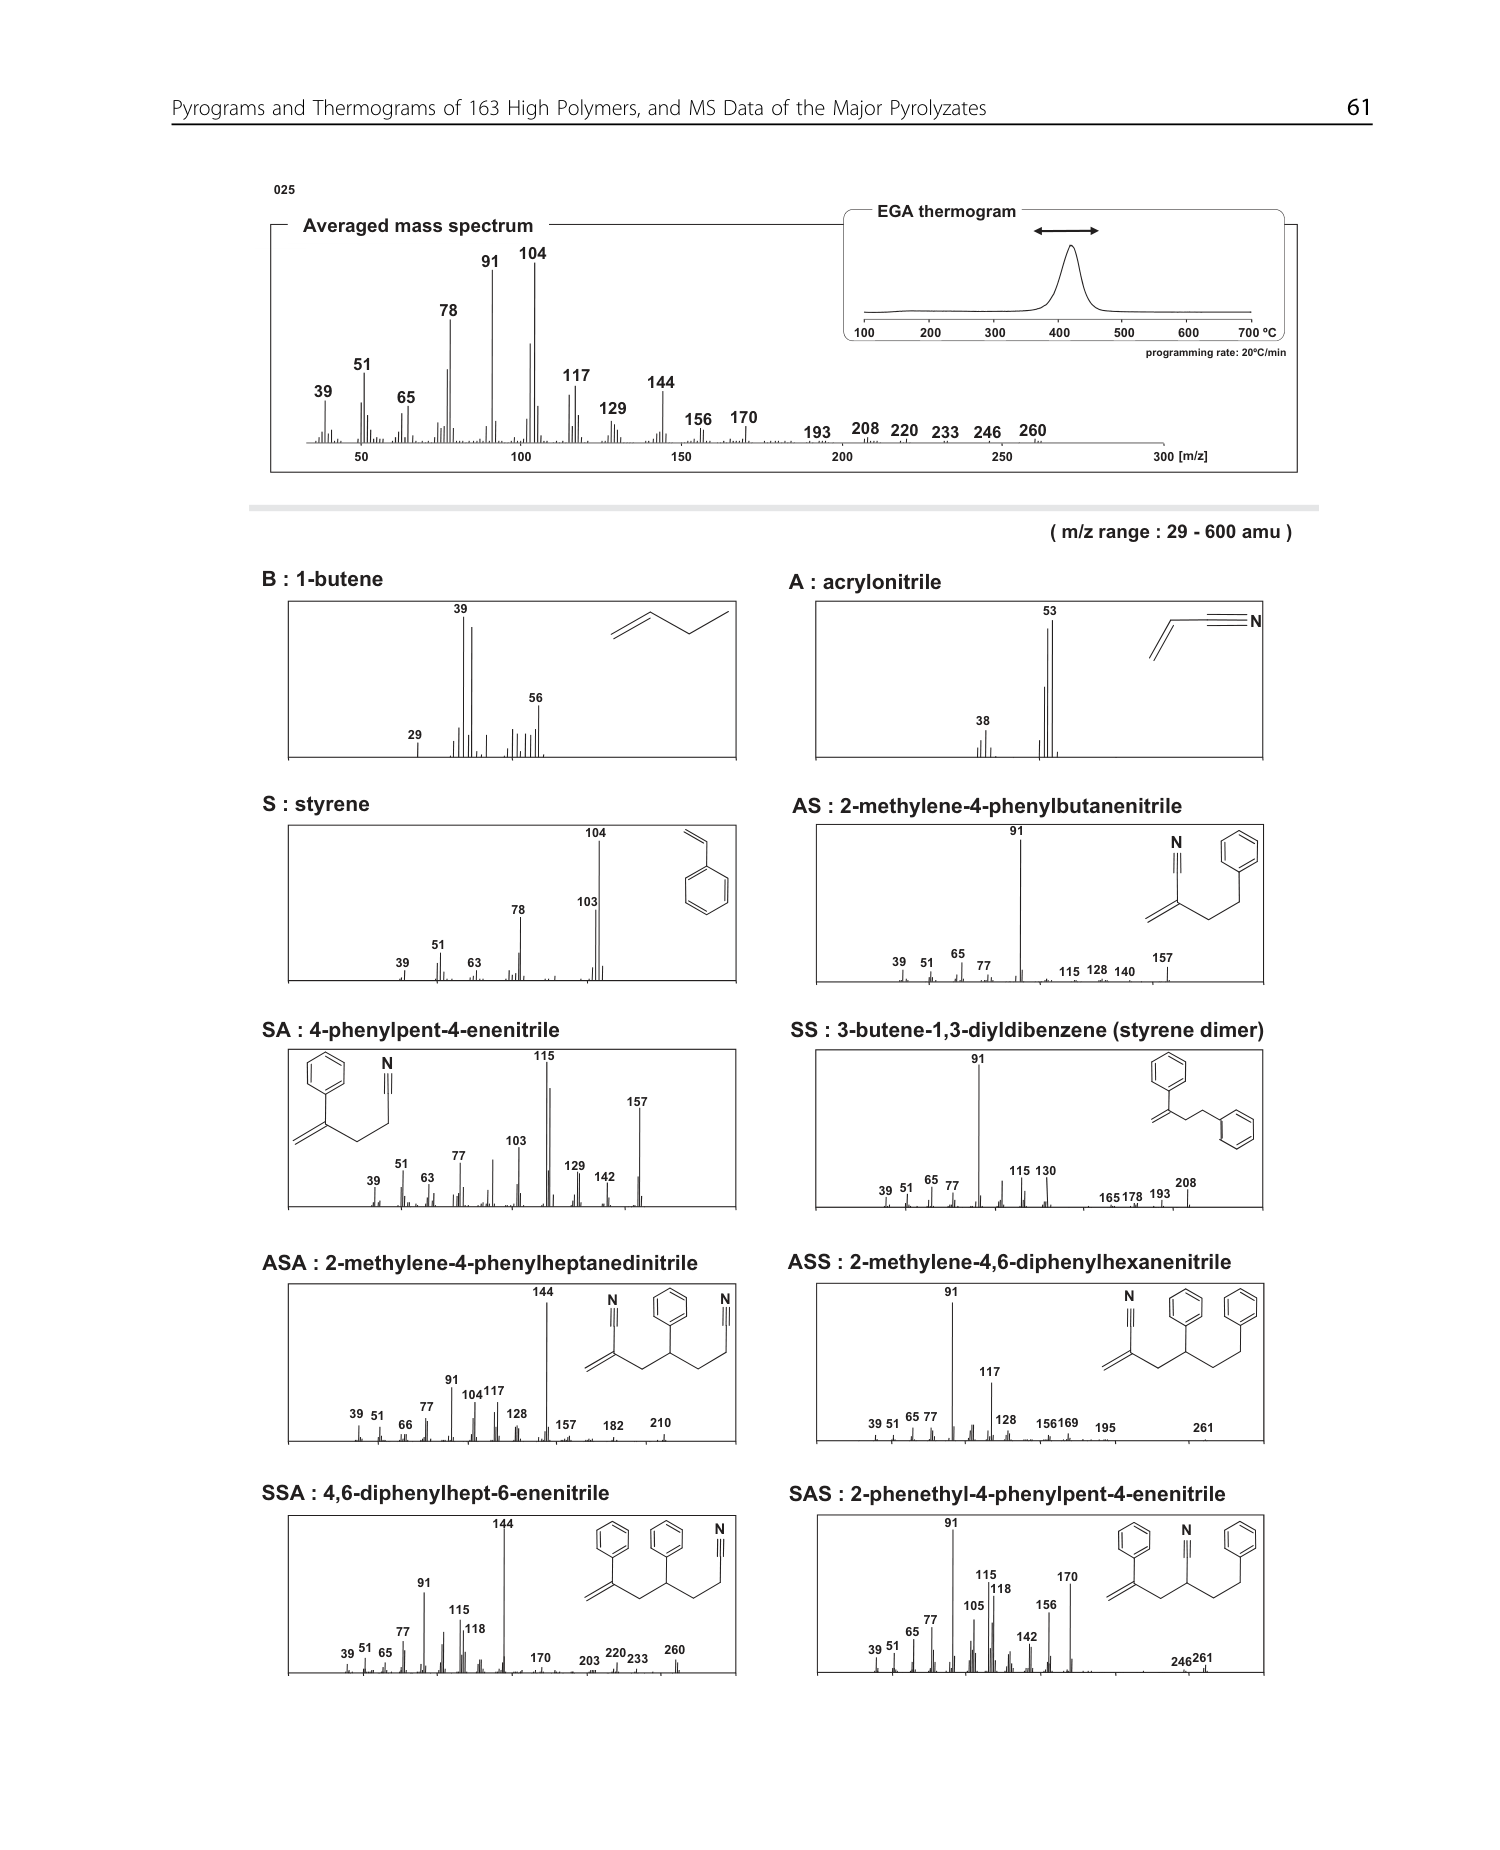 Pyrograms and Thermograms of 163 High Polymers, and MS Data of the Major Pyrolyzates 61
025
Averaged mass spectrum
EGA thermogram
100 200 300 400 500 600 700 ºC
programming rate: 20ºC/min
39 51 65 78 91 104 117 129 144 156 170 193 208 220 233 246 260
50 100 150 200 250 300 [m/z]
( m/z range : 29 - 600 amu )
B : 1-butene
29 39 56
A : acrylonitrile
38 53
N
S : styrene
39 51 63 78 103 104
AS : 2-methylene-4-phenylbutanenitrile
39 51 65 77 91 115 128 140 157
N
SA : 4-phenylpent-4-enenitrile
N
39 51 63 77 103 115 129 142 157
SS : 3-butene-1,3-diyldibenzene (styrene dimer)
39 51 65 77 91 115 130 165 178 193 208
ASA : 2-methylene-4-phenylheptanedinitrile
39 51 66 77 91 104 117 128 144 157 182 210
N N
ASS : 2-methylene-4,6-diphenylhexanenitrile
39 51 65 77 91 117 128 156 169 195 261
N
SSA : 4,6-diphenylhept-6-enenitrile
39 51 65 77 91 115 118 144 170 203 220 233 260
N
SAS : 2-phenethyl-4-phenylpent-4-enenitrile
39 51 65 77 91 105 115 118 142 156 170 246 261
N